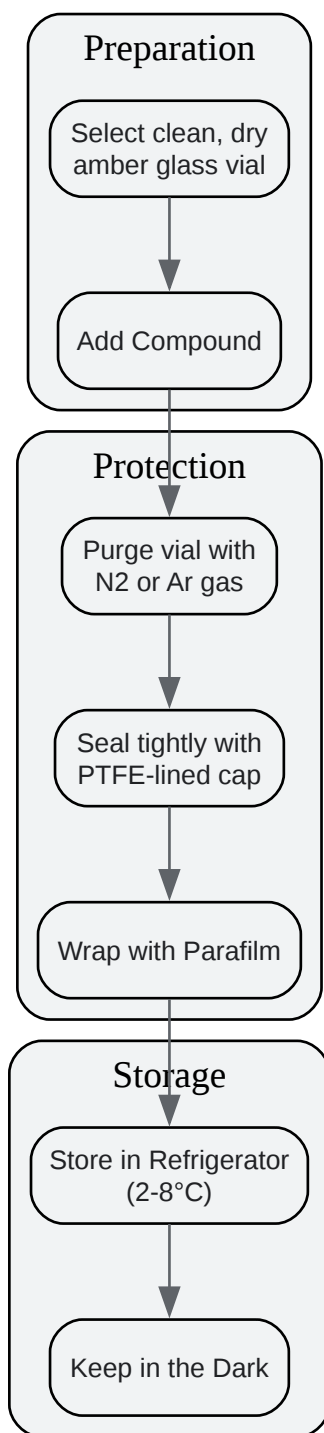 Preparation
Select clean, dry
amber glass vial
Add Compound
Protection
Purge vial with
N2 or Ar gas
Seal tightly with
PTFE-lined cap
Wrap with Parafilm
Storage
Store in Refrigerator
(2-8°C)
Keep in the Dark